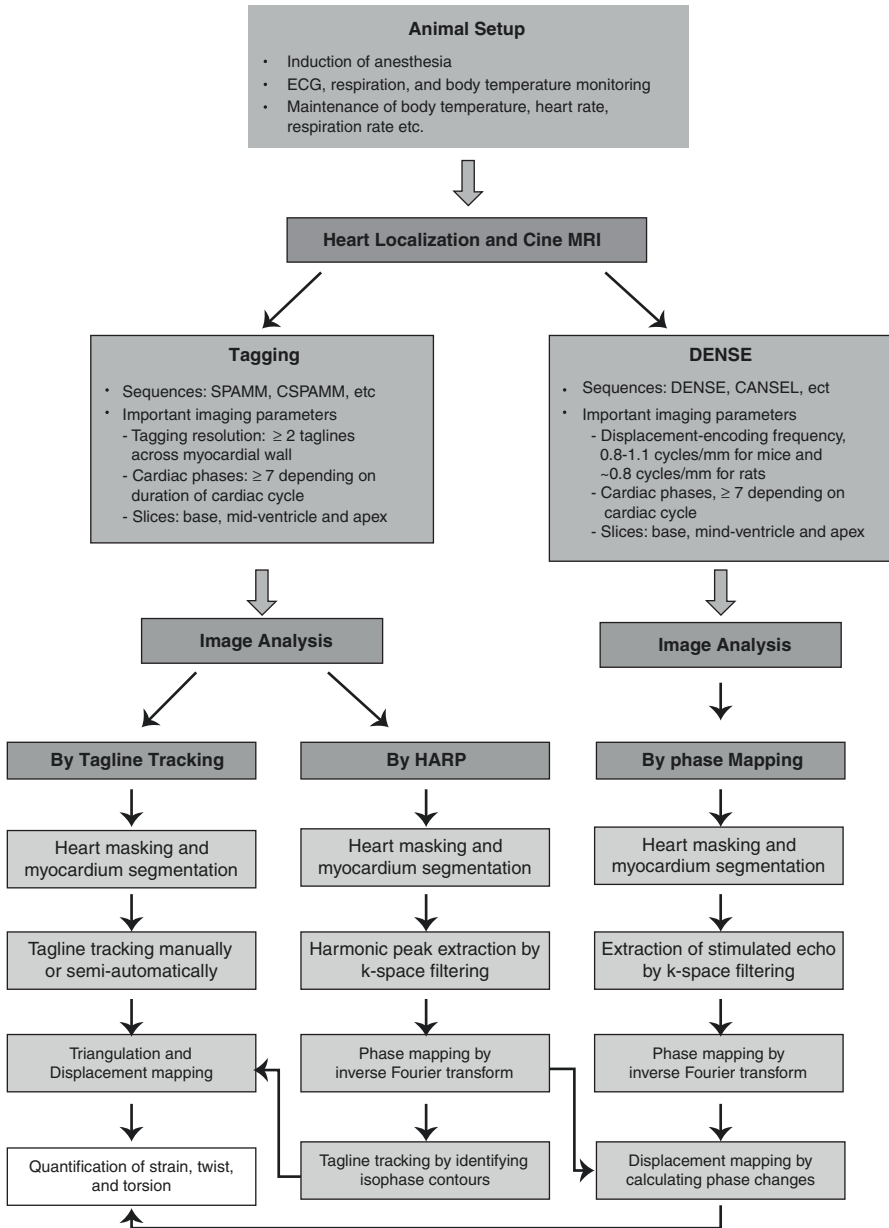 Animal Setup
• Induction of anesthesia
• ECG, respiration, and body temperature monitoring
• Maintenance of body temperature, heart rate,
respiration rate etc.
Heart Localization and Cine MRI
Tagging
• Sequences: SPAMM, CSPAMM, etc
• Important imaging parameters
- Tagging resolution: ≥ 2 taglines
across myocardial wall
- Cardiac phases: ≥ 7 depending on
duration of cardiac cycle
- Slices: base, mid-ventricle and apex
DENSE
• Sequences: DENSE, CANSEL, ect
• Important imaging parameters
- Displacement-encoding frequency,
0.8-1.1 cycles/mm for mice and
~0.8 cycles/mm for rats
- Cardiac phases, ≥ 7 depending on
cardiac cycle
- Slices: base, mind-ventricle and apex
Image Analysis
Image Analysis
By Tagline Tracking
By HARP
By phase Mapping
Heart masking and
myocardium segmentation
Heart masking and
myocardium segmentation
Heart masking and
myocardium segmentation
Tagline tracking manually
or semi-automatically
Harmonic peak extraction by
k-space filtering
Extraction of stimulated echo
by k-space filtering
Triangulation and
Displacement mapping
Phase mapping by
inverse Fourier transform
Phase mapping by
inverse Fourier transform
Quantification of strain, twist,
and torsion
Tagline tracking by identifying
isophase contours
Displacement mapping by
calculating phase changes